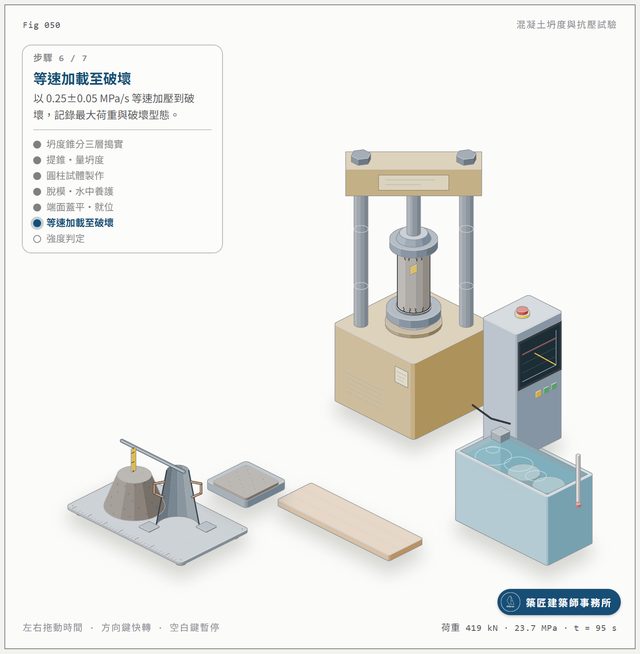 Fig 050
混凝土坍度與抗壓試驗
步驟 6 / 7
等速加載至破壞
以 0.25±0.05 MPa/s 等速加壓到破
壞，記錄最大荷重與破壞型態。
坍度錐分三層搗實
提錐・量坍度
圓柱試體製作
脫模・水中養護
端面蓋平・就位
等速加載至破壞
強度判定
築匠建築師事務所
左右拖動時間 · 方向鍵快轉 · 空白鍵暫停
荷重 419 kN · 23.7 MPa · t = 95 s